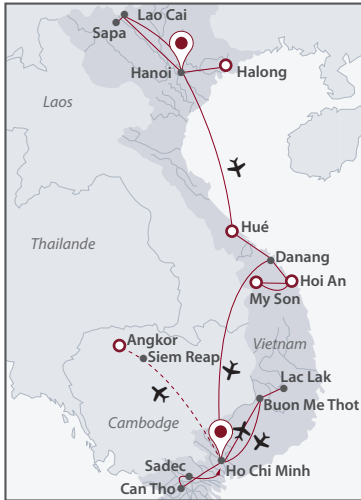 Lao Cai
Sapa
Hanoi
Halong
Laos
Hué
Thailande
Danang
Hoi An
My Son
Angkor
Siem Reap
Vietnam
Lac Lak
Buon Me Thot
Cambodge
Sadec
Ho Chi Minh
Can Tho